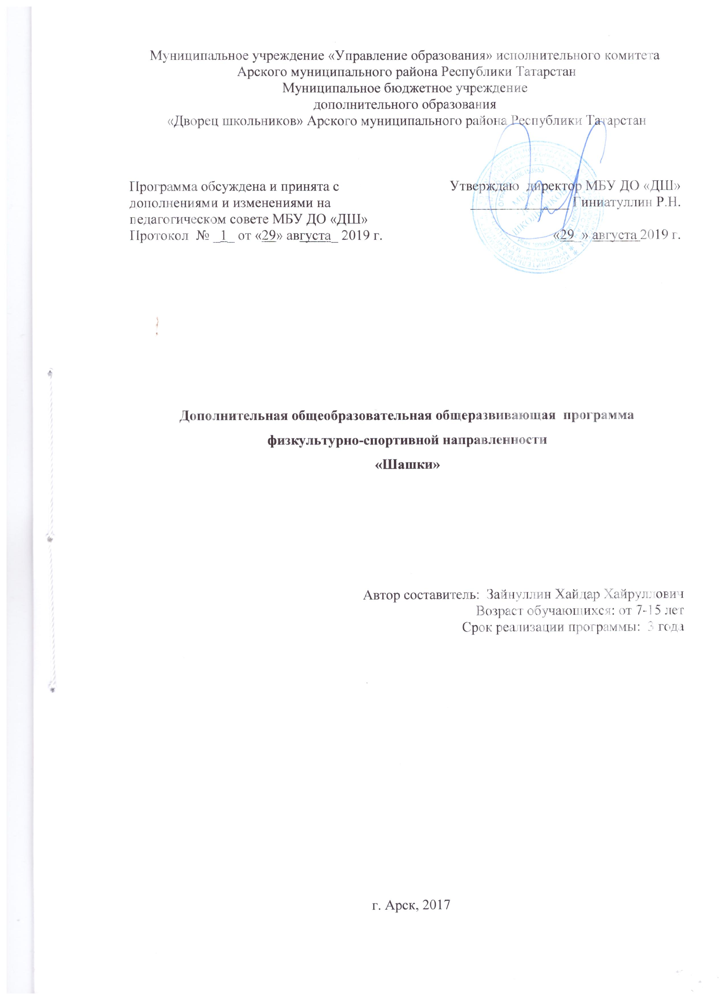 Муниципальное учреждение «Управление образования» исполнительного комитета
Арского муниципального района Республики Татарстан
Муниципальное бюджетное учреждение
дополнительного образования
«Дворец школьников» Арского муниципального района Республики Татарстан
Программа обсуждена и принята с
дополнениями и изменениями на
педагогическом совете МБУ ДО «ДШ»
Протокол № _1_ от «29» августа_ 2019 г.
Утверждаю директор МБУ ДО «ДШ»
______________ Гиниатуллин Р.Н.
«29_» августа 2019 г.
ШКОЛЬНИКОВ
Дополнительная общеобразовательная общеразвивающая программа
физкультурно-спортивной направленности
«Шашки»
Автор составитель: Зайнуллин Хайдар Хайруллович
Возраст обучающихся: от 7-15 лет
Срок реализации программы: 3 года
г. Арск, 2017